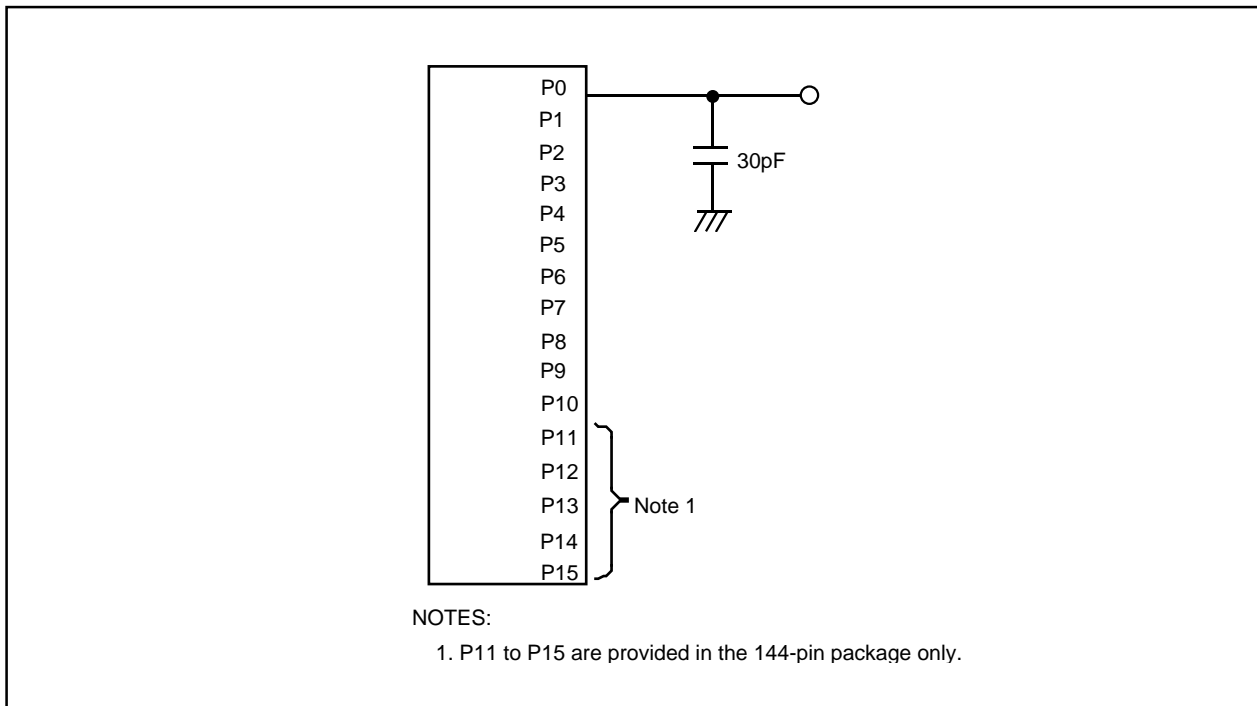 P0
P1
P2
30pF
P3
P4
P5
P6
P7
P8
P9
P10
P11
P12
P13
Note 1
P14
P15
NOTES:
1. P11 to P15 are provided in the 144-pin package only.